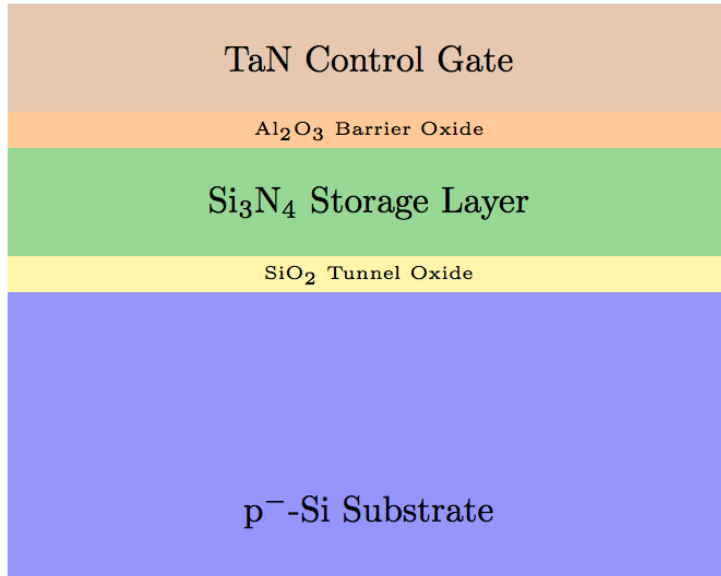 TaN Control Gate
Al₂O₃ Barrier Oxide
Si₃N₄ Storage Layer
SiO₂ Tunnel Oxide
p⁻-Si Substrate